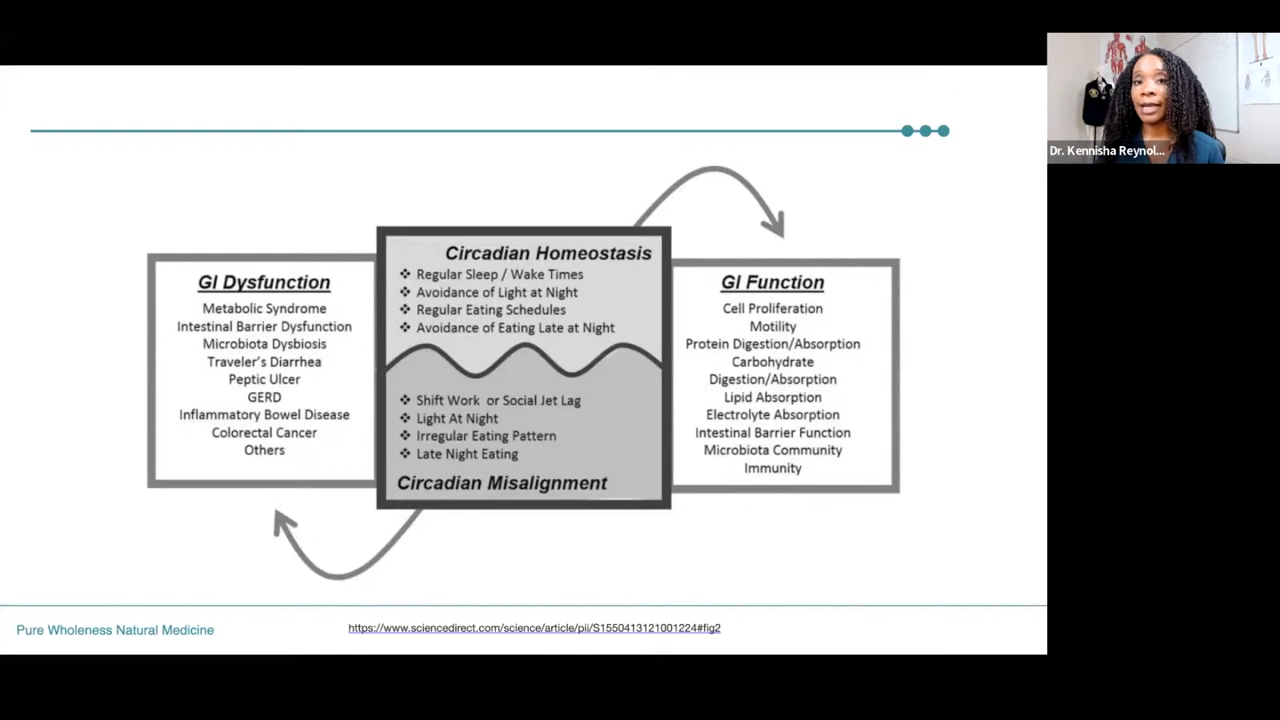 Dr. Kennisha Reynol...
GI Dysfunction
Metabolic Syndrome
Intestinal Barrier Dysfunction
Microbiota Dysbiosis
Traveler's Diarrhea
Peptic Ulcer
GERD
Inflammatory Bowel Disease
Colorectal Cancer
Others
Circadian Homeostasis
❖ Regular Sleep / Wake Times
❖ Avoidance of Light at Night
❖ Regular Eating Schedules
❖ Avoidance of Eating Late at Night
❖ Shift Work or Social Jet Lag
❖ Light At Night
❖ Irregular Eating Pattern
❖ Late Night Eating
Circadian Misalignment
GI Function
Cell Proliferation
Motility
Protein Digestion/Absorption
Carbohydrate
Digestion/Absorption
Lipid Absorption
Electrolyte Absorption
Intestinal Barrier Function
Microbiota Community
Immunity
Pure Wholeness Natural Medicine
https://www.sciencedirect.com/science/article/pii/S1550413121001224#fig2